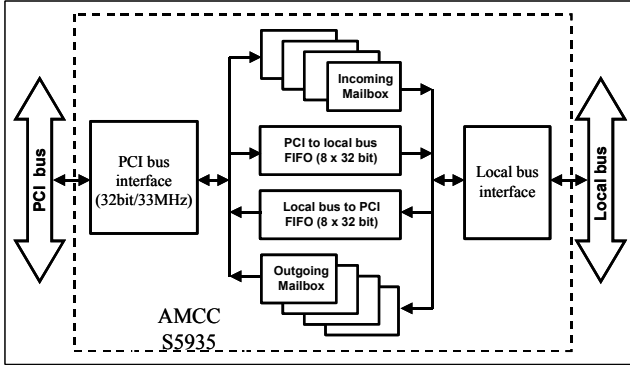 PCI bus
PCI bus
interface
(32bit/33MHz)
Incoming
Mailbox
PCI to local bus
FIFO (8 x 32 bit)
Local bus to PCI
FIFO (8 x 32 bit)
Outgoing
Mailbox
Local bus
interface
Local bus
AMCC
S5935